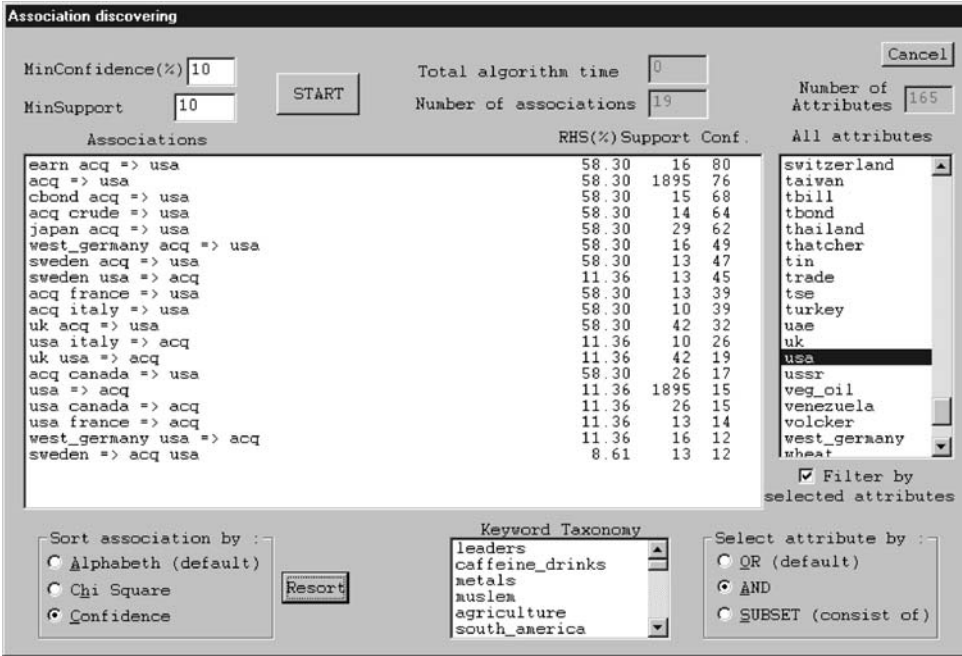 Association discovering
Cancel
MinConfidence(%) 10
START
Total algorithm time 0
Number of
Attributes 165
MinSupport 10
Number of associations 19
Associations RHS(%) Support Conf.
All attributes
earn acq => usa 58.30 16 80
acq => usa 58.30 1895 76
cbond acq => usa 58.30 15 68
acq crude => usa 58.30 14 64
japan acq => usa 58.30 29 62
west_germany acq => usa 58.30 16 49
sweden acq => usa 58.30 13 47
sweden usa => acq 11.36 13 45
acq france => usa 58.30 13 39
acq italy => usa 58.30 10 39
uk acq => usa 58.30 42 32
usa italy => acq 11.36 10 26
uk usa => acq 11.36 42 19
acq canada => usa 58.30 26 17
usa => acq 11.36 1895 15
usa canada => acq 11.36 26 15
usa france => acq 11.36 13 14
west_germany usa => acq 11.36 16 12
sweden => acq usa 8.61 13 12
switzerland
taiwan
tbill
tbond
thailand
thatcher
tin
trade
tse
turkey
uae
uk
usa
ussr
veg_oil
venezuela
volcker
west_germany
wheat
Filter by
selected attributes
Sort association by :
Alphabeth (default)
Chi Square
Confidence
Resort
Keyword Taxonomy
leaders
caffeine_drinks
metals
muslem
agriculture
south_america
Select attribute by :
OR (default)
AND
SUBSET (consist of)